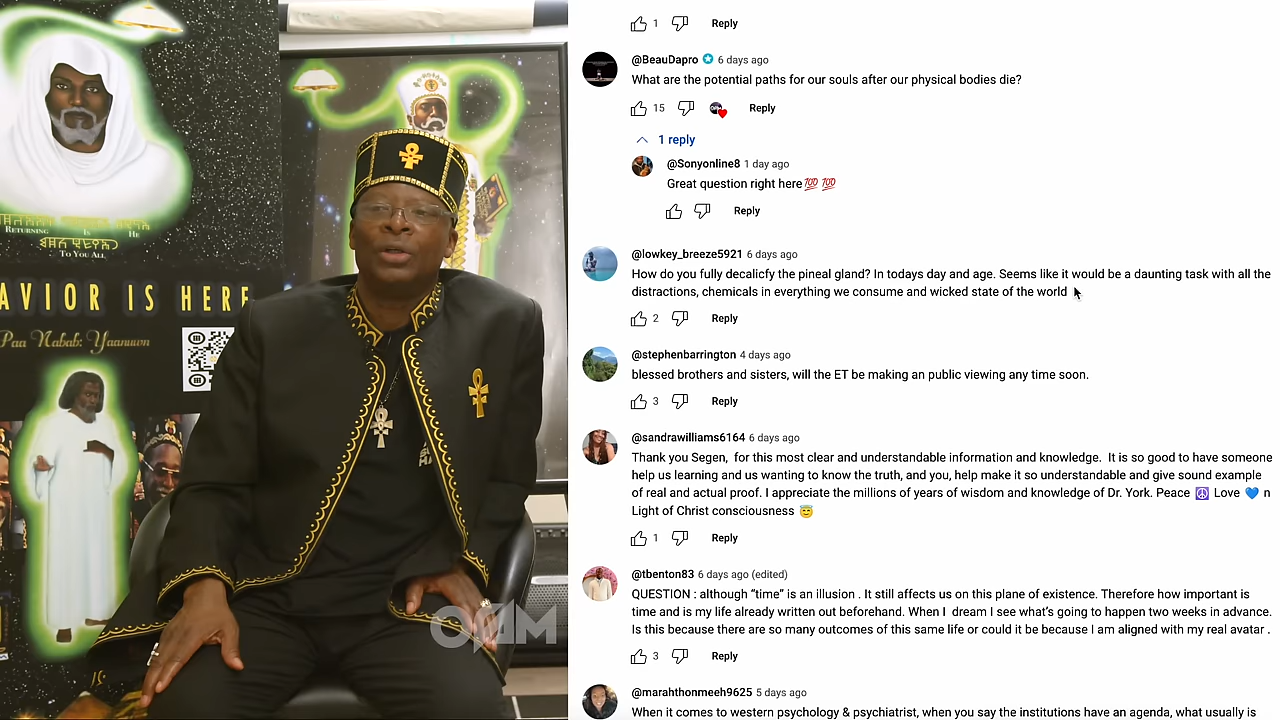 RETURNING IS HE
TO YOU ALL
AVIOR IS HERE
Paa Nabab: Yaanuwn
OAM
1 Reply
@BeauDapro 6 days ago
What are the potential paths for our souls after our physical bodies die?
15 Reply
1 reply
@Sonyonline8 1 day ago
Great question right here💯 💯
Reply
@lowkey_breeze5921 6 days ago
How do you fully decalicfy the pineal gland? In todays day and age. Seems like it would be a daunting task with all the
distractions, chemicals in everything we consume and wicked state of the world
2 Reply
@stephenbarrington 4 days ago
blessed brothers and sisters, will the ET be making an public viewing any time soon.
3 Reply
@sandrawilliams6164 6 days ago
Thank you Segen, for this most clear and understandable information and knowledge. It is so good to have someone
help us learning and us wanting to know the truth, and you, help make it so understandable and give sound example
of real and actual proof. I appreciate the millions of years of wisdom and knowledge of Dr. York. Peace ☮️ Love 💙 n
Light of Christ consciousness 😇
1 Reply
@tbenton83 6 days ago (edited)
QUESTION : although “time” is an illusion . It still affects us on this plane of existence. Therefore how important is
time and is my life already written out beforehand. When I dream I see what’s going to happen two weeks in advance.
Is this because there are so many outcomes of this same life or could it be because I am aligned with my real avatar .
3 Reply
@marahthonmeeh9625 5 days ago
When it comes to western psychology & psychiatrist, when you say the institutions have an agenda, what usually is